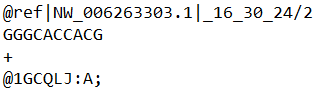 @ref|NW_006263303.1|_16_30_24/2
GGGCACCACG
+
@1GCQLJ:A;